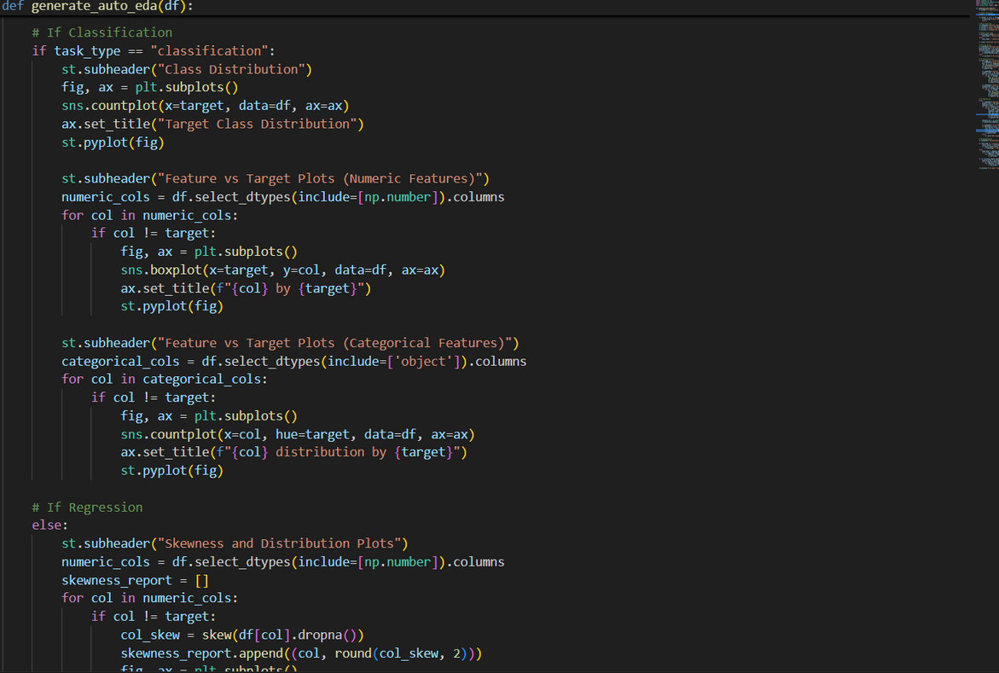 def generate_auto_eda(df):
# If Classification
if task_type == "classification":
st.subheader("Class Distribution")
fig, ax = plt.subplots()
sns.countplot(x=target, data=df, ax=ax)
ax.set_title("Target Class Distribution")
st.pyplot(fig)
st.subheader("Feature vs Target Plots (Numeric Features)")
numeric_cols = df.select_dtypes(include=[np.number]).columns
for col in numeric_cols:
if col != target:
fig, ax = plt.subplots()
sns.boxplot(x=target, y=col, data=df, ax=ax)
ax.set_title(f"{col} by {target}")
st.pyplot(fig)
st.subheader("Feature vs Target Plots (Categorical Features)")
categorical_cols = df.select_dtypes(include=['object']).columns
for col in categorical_cols:
if col != target:
fig, ax = plt.subplots()
sns.countplot(x=col, hue=target, data=df, ax=ax)
ax.set_title(f"{col} distribution by {target}")
st.pyplot(fig)
# If Regression
else:
st.subheader("Skewness and Distribution Plots")
numeric_cols = df.select_dtypes(include=[np.number]).columns
skewness_report = []
for col in numeric_cols:
if col != target:
col_skew = skew(df[col].dropna())
skewness_report.append((col, round(col_skew, 2)))
fig, ax = plt.subplots()